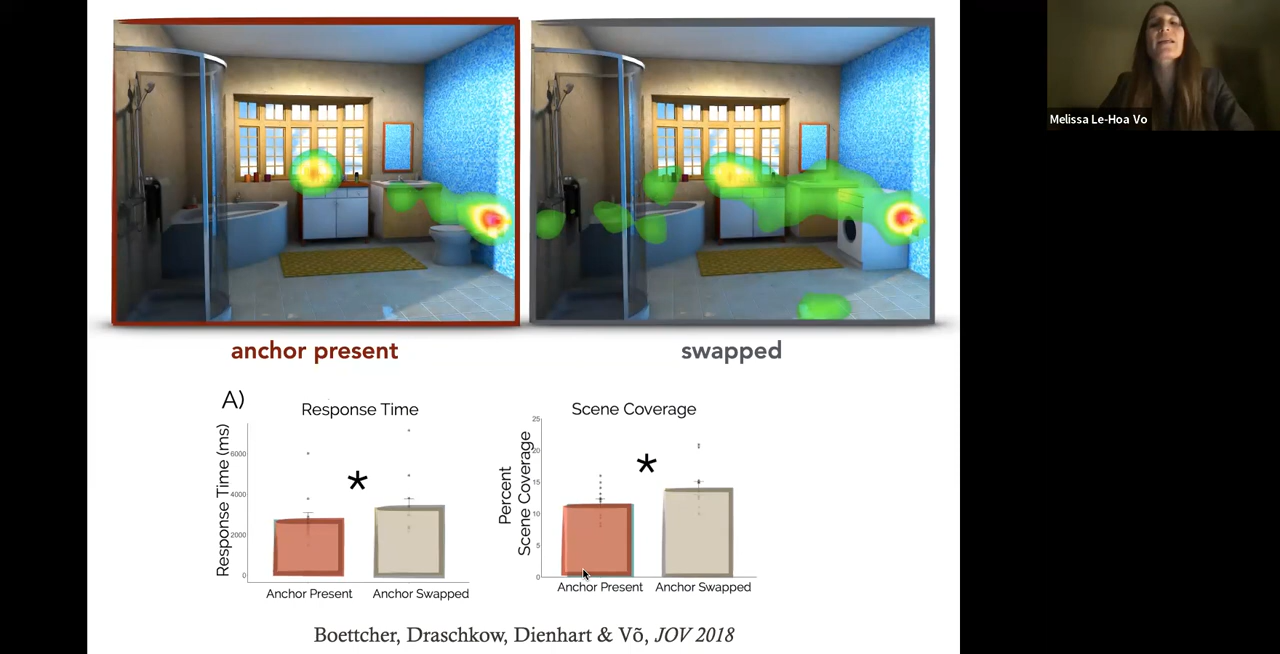 Melissa Le-Hoa Vo
anchor present
swapped
A)
Response Time
Scene Coverage
Response Time (ms)
6000
4000
2000
0
Percent
Scene Coverage
25
20
15
10
5
0
Anchor Present
Anchor Swapped
Anchor Present
Anchor Swapped
Boettcher, Draschkow, Dienhart & Võ, JOV 2018